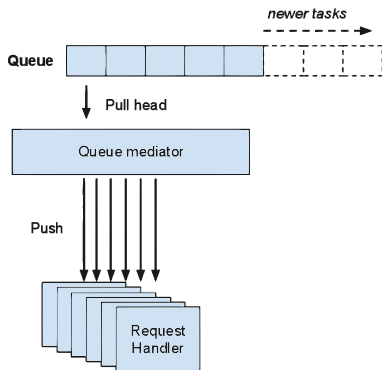 newer tasks
Queue
Pull head
Queue mediator
Push
Request
Handler